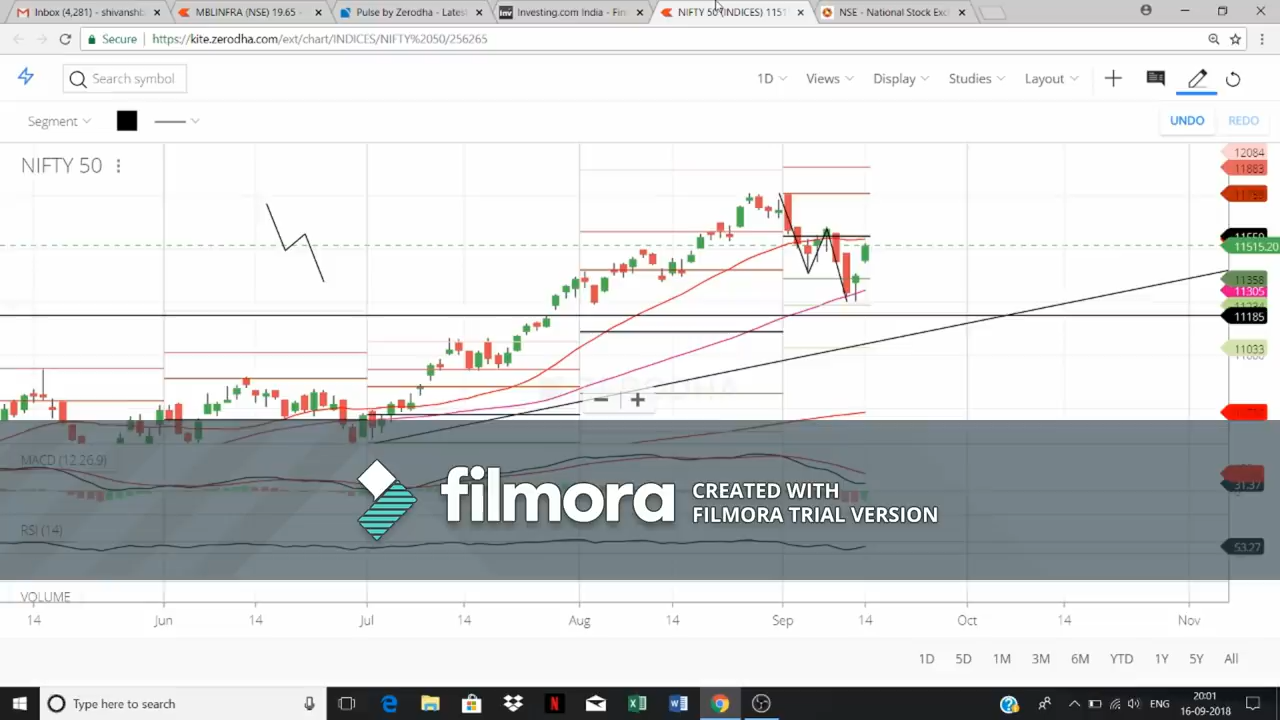 Inbox (4,281) - shivanshb
MBLINFRA (NSE) 19.65 -
Pulse by Zerodha - Lates
Investing.com India - Fin
NIFTY 50 (INDICES) 1151
NSE - National Stock Exc
Secure
https://kite.zerodha.com/ext/chart/INDICES/NIFTY%2050/256265
Search symbol
1D
Views
Display
Studies
Layout
Segment
UNDO
REDO
NIFTY 50
12084
11883
11515.20
11358
11305
11185
11033
MACD (12,26,9)
31.37
filmora
CREATED WITH
FILMORA TRIAL VERSION
RSI (14)
53.27
VOLUME
14 Jun 14 Jul 14 Aug 14 Sep 14 Oct 14 Nov
1D 5D 1M 3M 6M YTD 1Y 5Y All
Type here to search
ENG
20:01
16-09-2018